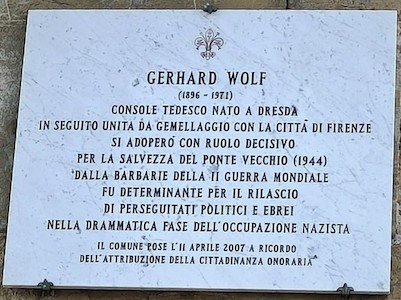 GERHARD WOLF
(1896 - 1971)
CONSOLE TEDESCO NATO A DRESDA
IN SEGUITO UNITA DA GEMELLAGGIO CON LA CITTÀ DI FIRENZE
SI ADOPERÒ CON RUOLO DECISIVO
PER LA SALVEZZA DEL PONTE VECCHIO (1944)
DALLA BARBARIE DELLA II GUERRA MONDIALE
FU DETERMINANTE PER IL RILASCIO
DI PERSEGUITATI POLITICI E EBREI
NELLA DRAMMATICA FASE DELL'OCCUPAZIONE NAZISTA
IL COMUNE POSE L'11 APRILE 2007 A RICORDO
DELL'ATTRIBUZIONE DELLA CITTADINANZA ONORARIA